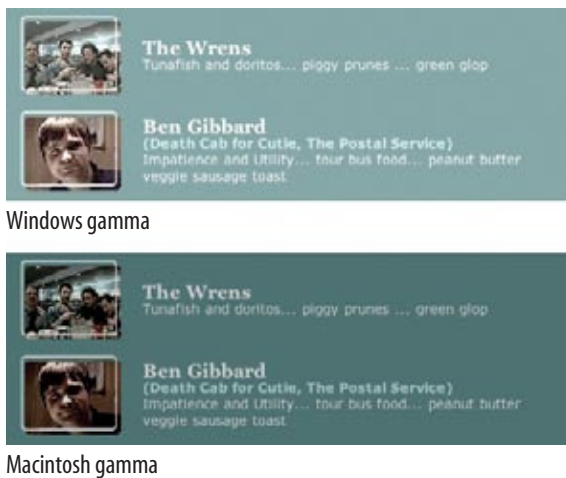 The Wrens
Tunafish and doritos... piggy prunes ... green glop
Ben Gibbard
(Death Cab for Cutie, The Postal Service)
Impatience and Utility... tour bus food... peanut butter
veggie sausage toast
Windows gamma
The Wrens
Tunafish and doritos... piggy prunes ... green glop
Ben Gibbard
(Death Cab for Cutie, The Postal Service)
Impatience and Utility... tour bus food... peanut butter
veggie sausage toast
Macintosh gamma